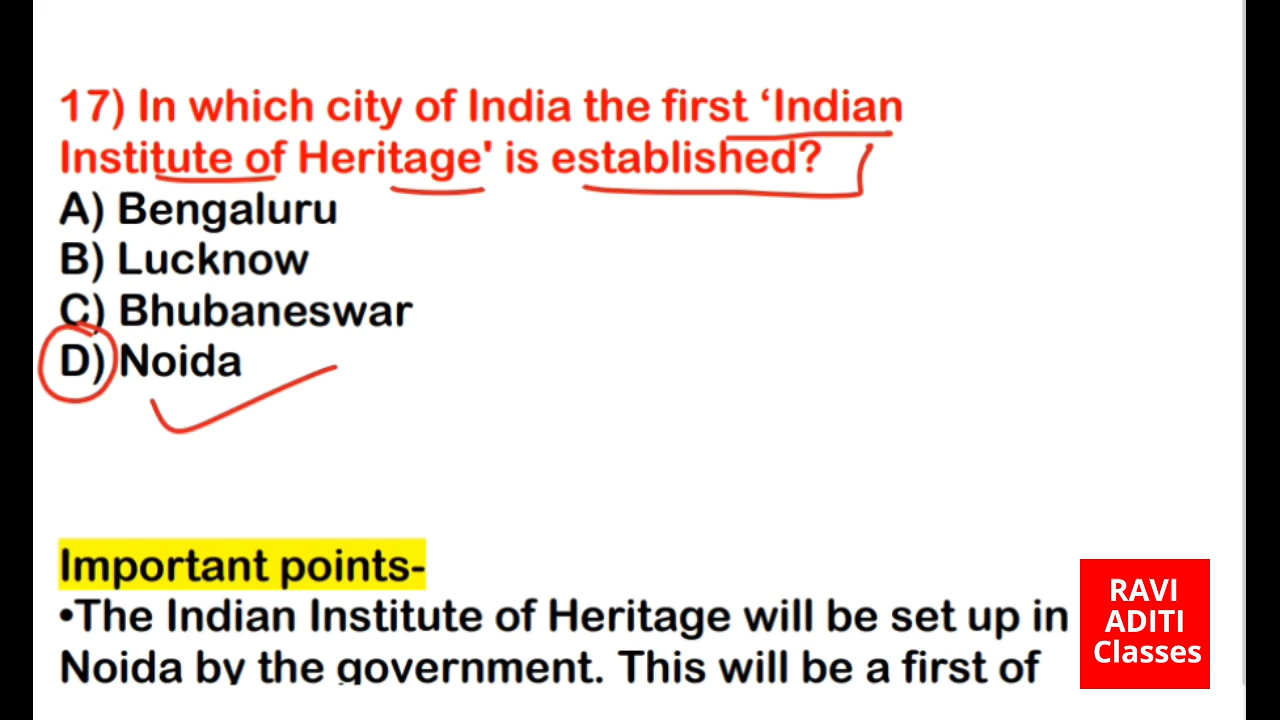 17) In which city of India the first ‘Indian
Institute of Heritage' is established?
A) Bengaluru
B) Lucknow
C) Bhubaneswar
D) Noida
Important points-
•The Indian Institute of Heritage will be set up in
Noida by the government. This will be a first of
RAVI
ADITI
Classes